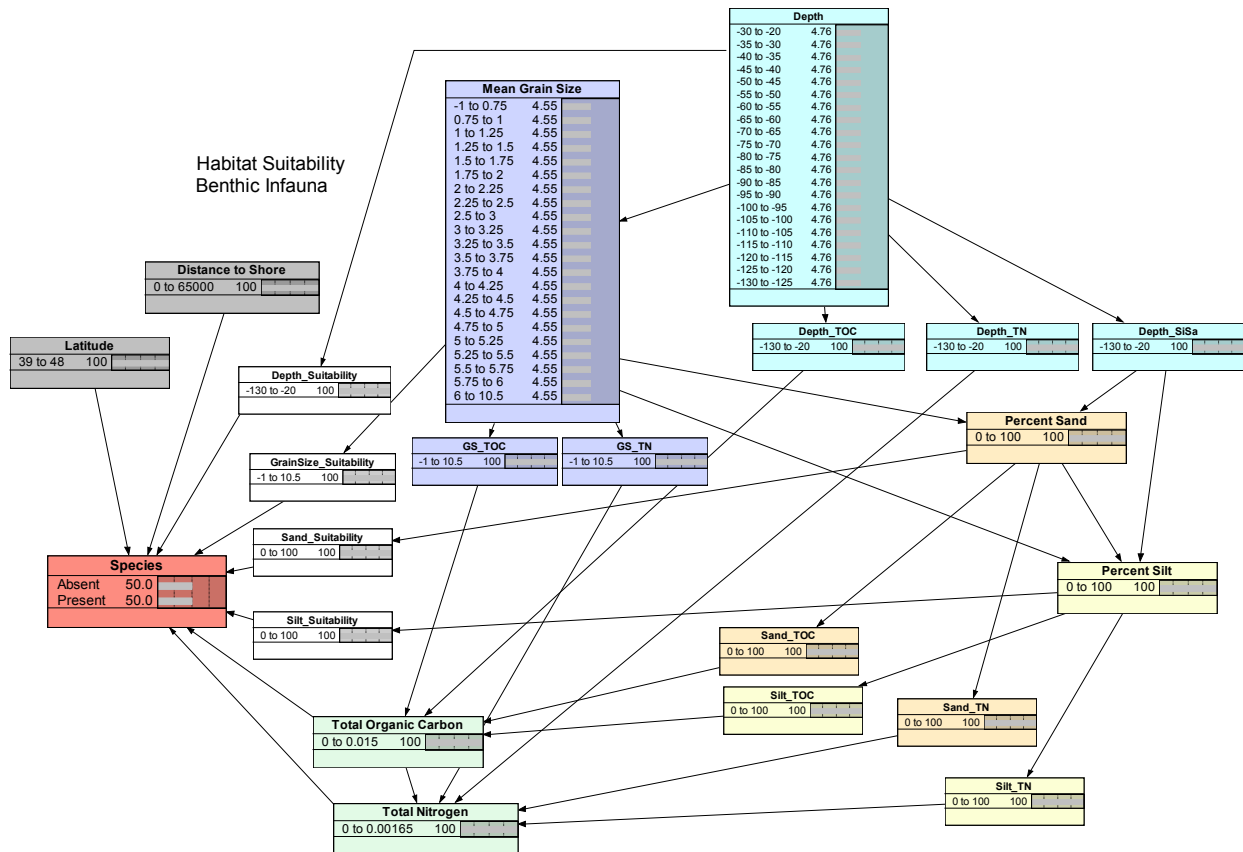 Depth
-30 to -20 4.76
-35 to -30 4.76
-40 to -35 4.76
-45 to -40 4.76
-50 to -45 4.76
-55 to -50 4.76
-60 to -55 4.76
-65 to -60 4.76
-70 to -65 4.76
-75 to -70 4.76
-80 to -75 4.76
-85 to -80 4.76
-90 to -85 4.76
-95 to -90 4.76
-100 to -95 4.76
-105 to -100 4.76
-110 to -105 4.76
-115 to -110 4.76
-120 to -115 4.76
-125 to -120 4.76
-130 to -125 4.76
Mean Grain Size
-1 to 0.75 4.55
0.75 to 1 4.55
1 to 1.25 4.55
1.25 to 1.5 4.55
1.5 to 1.75 4.55
1.75 to 2 4.55
2 to 2.25 4.55
2.25 to 2.5 4.55
2.5 to 3 4.55
3 to 3.25 4.55
3.25 to 3.5 4.55
3.5 to 3.75 4.55
3.75 to 4 4.55
4 to 4.25 4.55
4.25 to 4.5 4.55
4.5 to 4.75 4.55
4.75 to 5 4.55
5 to 5.25 4.55
5.25 to 5.5 4.55
5.5 to 5.75 4.55
5.75 to 6 4.55
6 to 10.5 4.55
Habitat Suitability
Benthic Infauna
Distance to Shore
0 to 65000 100
Latitude
39 to 48 100
Depth_TOC
-130 to -20 100
Depth_TN
-130 to -20 100
Depth_SiSa
-130 to -20 100
Depth_Suitability
-130 to -20 100
Percent Sand
0 to 100 100
GS_TOC
-1 to 10.5 100
GS_TN
-1 to 10.5 100
GrainSize_Suitability
-1 to 10.5 100
Sand_Suitability
0 to 100 100
Species
Absent 50.0
Present 50.0
Percent Silt
0 to 100 100
Silt_Suitability
0 to 100 100
Sand_TOC
0 to 100 100
Silt_TOC
0 to 100 100
Sand_TN
0 to 100 100
Total Organic Carbon
0 to 0.015 100
Silt_TN
0 to 100 100
Total Nitrogen
0 to 0.00165 100